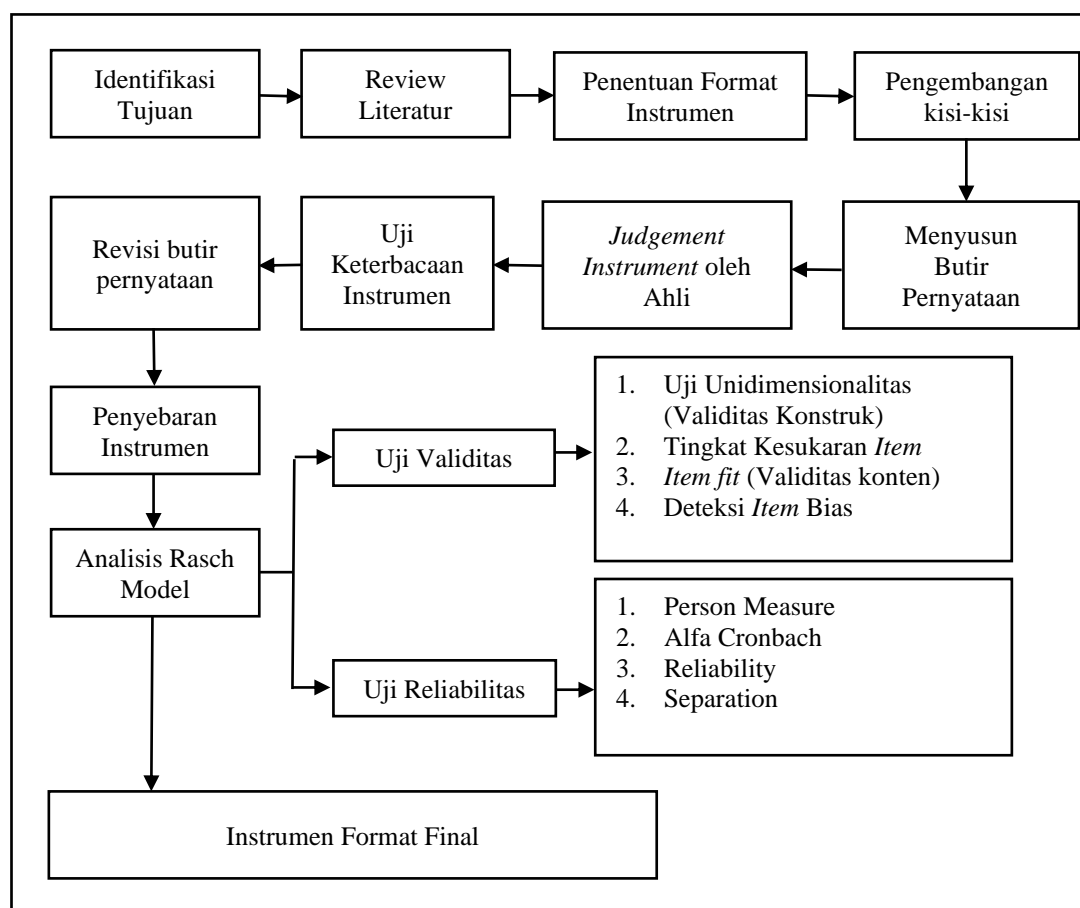 Identifikasi
Tujuan
Review
Literatur
Penentuan Format
Instrumen
Pengembangan
kisi-kisi
Menyusun
Butir
Pernyataan
Judgement
Instrument oleh
Ahli
Uji
Keterbacaan
Instrumen
Revisi butir
pernyataan
Penyebaran
Instrumen
Analisis Rasch
Model
Uji Validitas
1. Uji Unidimensionalitas
(Validitas Konstruk)
2. Tingkat Kesukaran Item
3. Item fit (Validitas konten)
4. Deteksi Item Bias
Uji Reliabilitas
1. Person Measure
2. Alfa Cronbach
3. Reliability
4. Separation
Instrumen Format Final